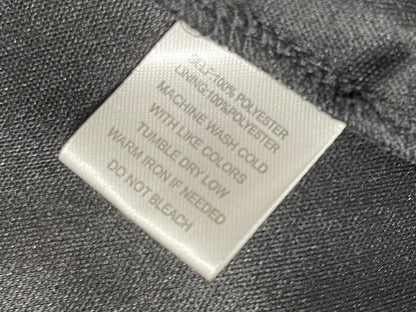 SELF:100% POLYESTER
LINING:100%POLYESTER
MACHINE WASH COLD
WITH LIKE COLORS
TUMBLE DRY LOW
WARM IRON IF NEEDED
DO NOT BLEACH